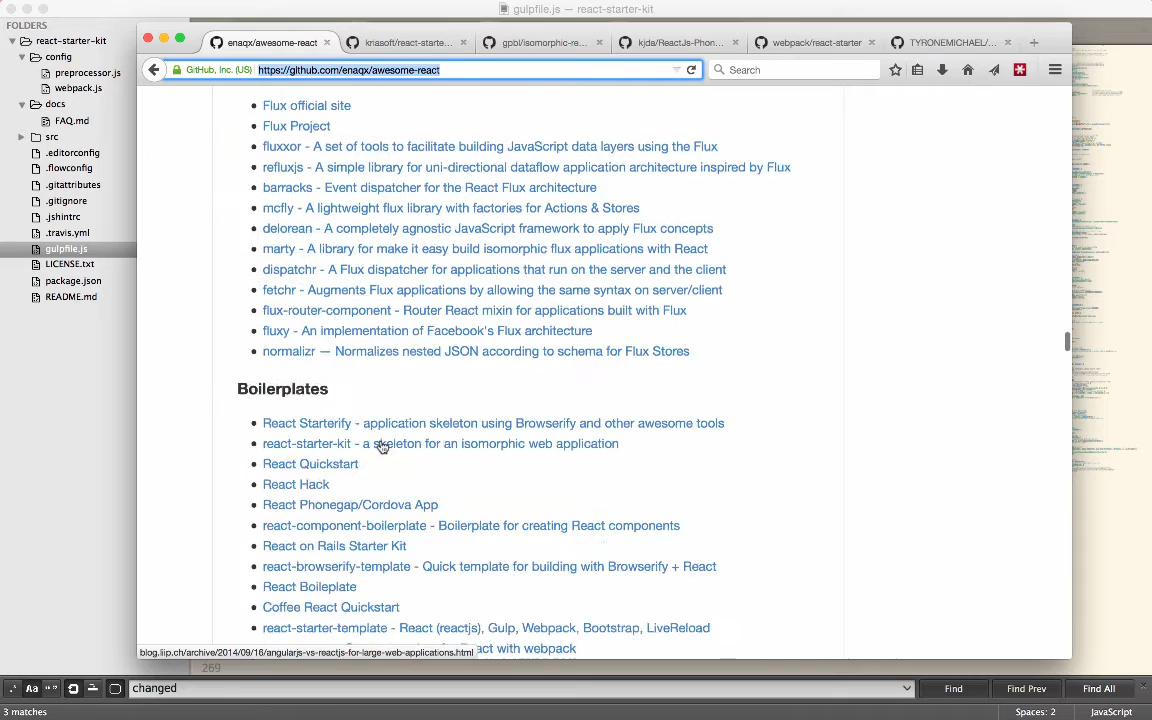 gulpfile.js — react-starter-kit
FOLDERS
react-starter-kit
config
preprocessor.js
webpack.js
docs
FAQ.md
src
.editorconfig
.flowconfig
.gitattributes
.gitignore
.jshintrc
.travis.yml
gulpfile.js
LICENSE.txt
package.json
README.md
enaqx/awesome-react
kriasoft/react-starte...
gpbl/isomorphic-re...
kjda/ReactJs-Phon...
webpack/react-starter
TYRONEMICHAEL/...
GitHub, Inc. (US)
https://github.com/enaqx/awesome-react
Search
Flux official site
Flux Project
fluxxor - A set of tools to facilitate building JavaScript data layers using the Flux
refluxjs - A simple library for uni-directional dataflow application architecture inspired by Flux
barracks - Event dispatcher for the React Flux architecture
mcfly - A lightweight flux library with factories for Actions & Stores
delorean - A completely agnostic JavaScript framework to apply Flux concepts
marty - A library for make it easy build isomorphic flux applications with React
dispatchr - A Flux dispatcher for applications that run on the server and the client
fetchr - Augments Flux applications by allowing the same syntax on server/client
flux-router-component - Router React mixin for applications built with Flux
fluxy - An implementation of Facebook's Flux architecture
normalizr — Normalizes nested JSON according to schema for Flux Stores
Boilerplates
React Starterify - application skeleton using Browserify and other awesome tools
react-starter-kit - a skeleton for an isomorphic web application
React Quickstart
React Hack
React Phonegap/Cordova App
react-component-boilerplate - Boilerplate for creating React components
React on Rails Starter Kit
react-browserify-template - Quick template for building with Browserify + React
React Boileplate
Coffee React Quickstart
react-starter-template - React (reactjs), Gulp, Webpack, Bootstrap, LiveReload
act with webpack
blog.liip.ch/archive/2014/09/16/angularjs-vs-reactjs-for-large-web-applications.html
269
.*
Aa
“”
changed
Find
Find Prev
Find All
3 matches
Spaces: 2
JavaScript